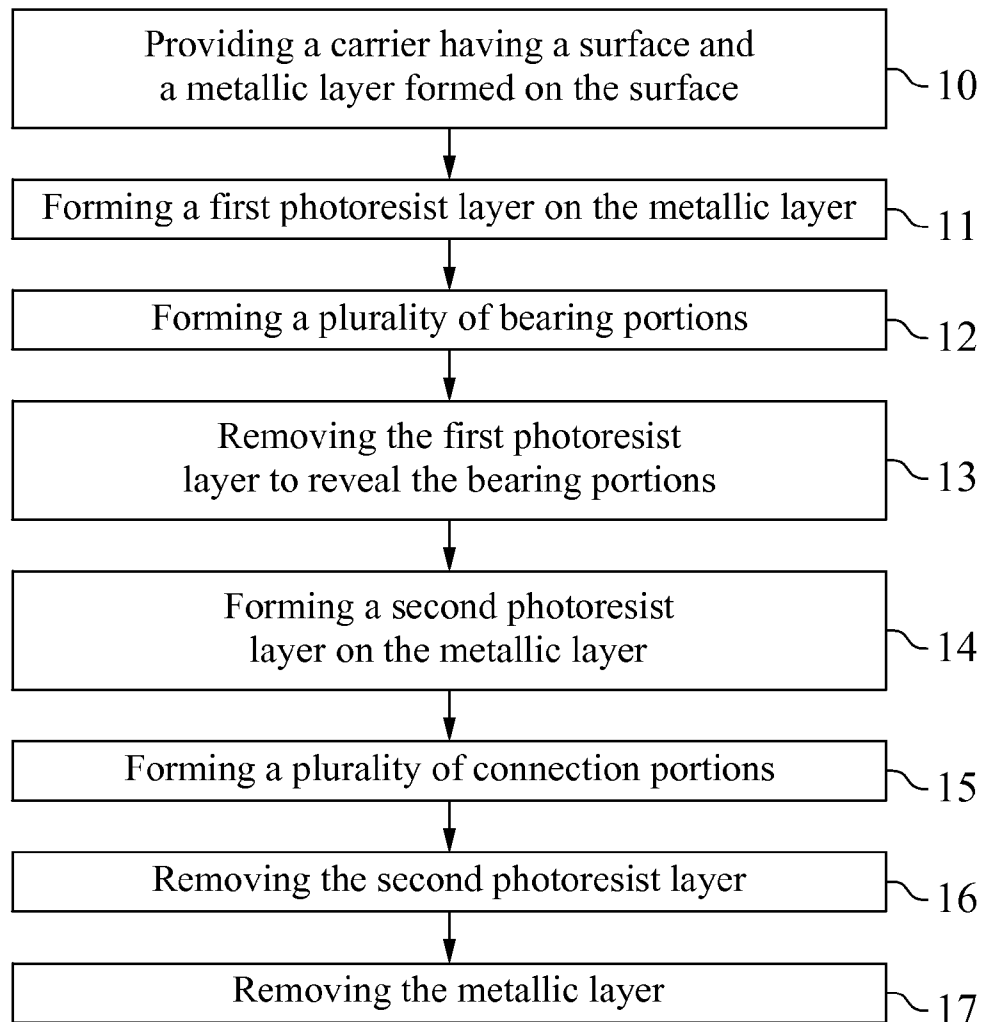 Providing a carrier having a surface and
a metallic layer formed on the surface
10
Forming a first photoresist layer on the metallic layer
11
Forming a plurality of bearing portions
12
Removing the first photoresist
layer to reveal the bearing portions
13
Forming a second photoresist
layer on the metallic layer
14
Forming a plurality of connection portions
15
Removing the second photoresist layer
16
Removing the metallic layer
17